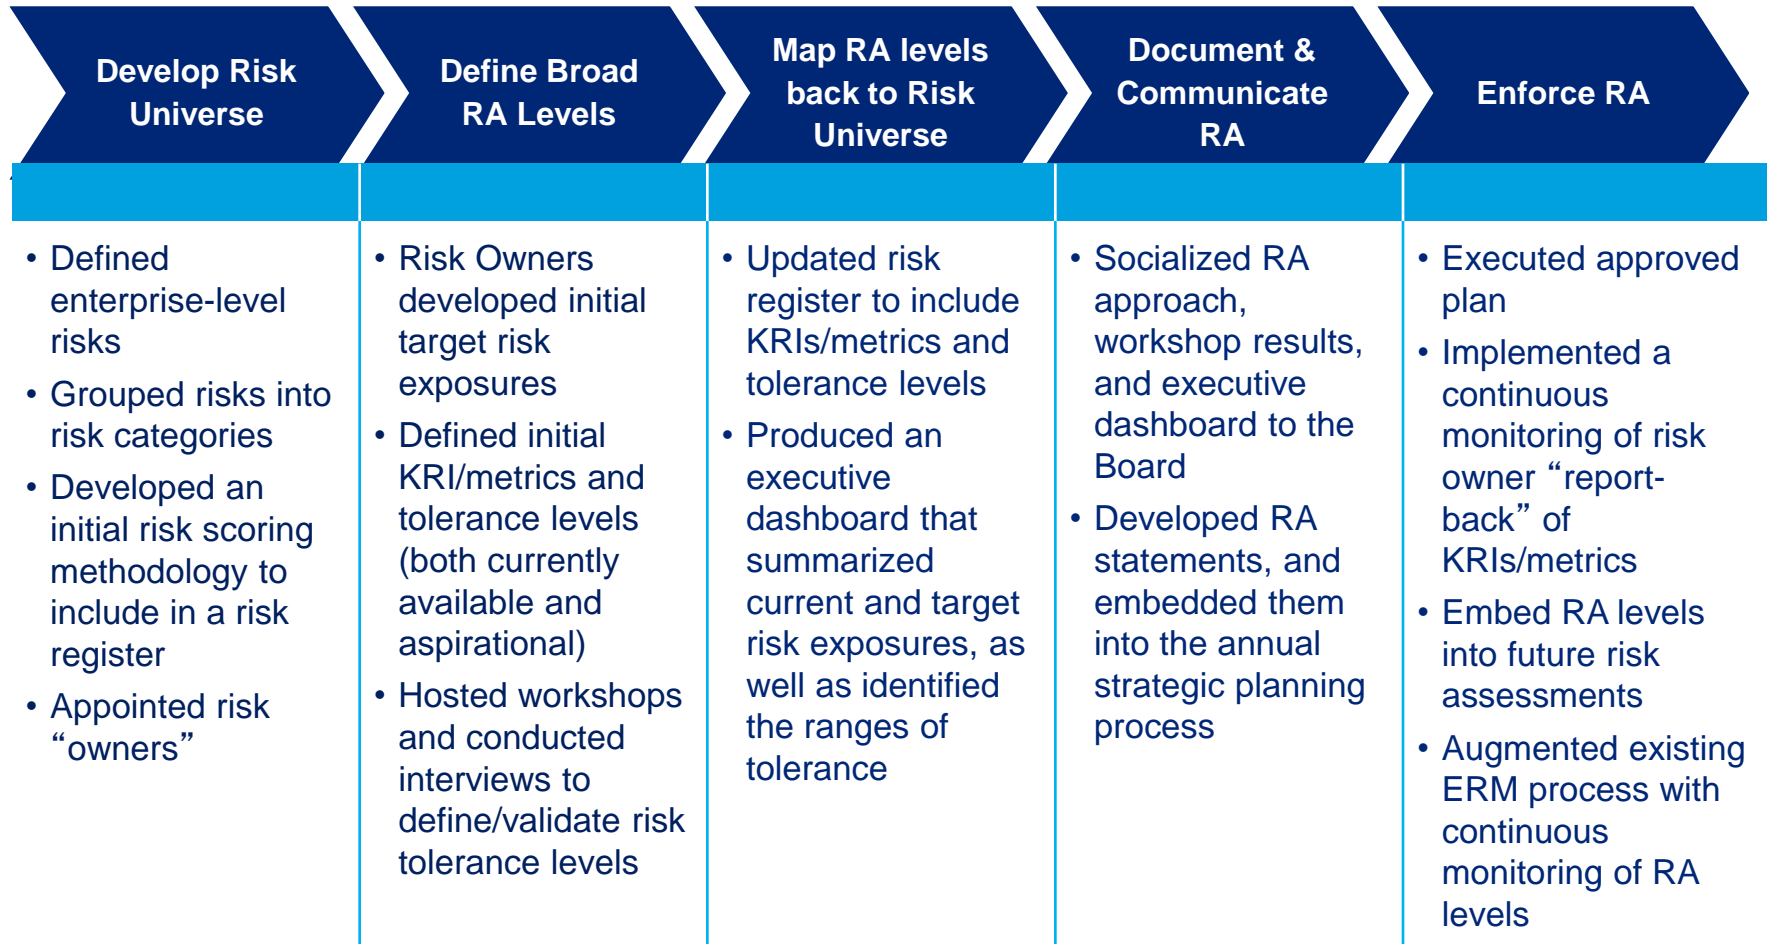 Develop Risk
Universe
Define Broad
RA Levels
Map RA levels
back to Risk
Universe
Document &
Communicate
RA
Enforce RA
• Defined
enterprise-level
risks
• Grouped risks into
risk categories
• Developed an
initial risk scoring
methodology to
include in a risk
register
• Appointed risk
“owners”
• Risk Owners
developed initial
target risk
exposures
• Defined initial
KRI/metrics and
tolerance levels
(both currently
available and
aspirational)
• Hosted workshops
and conducted
interviews to
define/validate risk
tolerance levels
• Updated risk
register to include
KRIs/metrics and
tolerance levels
• Produced an
executive
dashboard that
summarized
current and target
risk exposures, as
well as identified
the ranges of
tolerance
• Socialized RA
approach,
workshop results,
and executive
dashboard to the
Board
• Developed RA
statements, and
embedded them
into the annual
strategic planning
process
• Executed approved
plan
• Implemented a
continuous
monitoring of risk
owner “report-
back” of
KRIs/metrics
• Embed RA levels
into future risk
assessments
• Augmented existing
ERM process with
continuous
monitoring of RA
levels